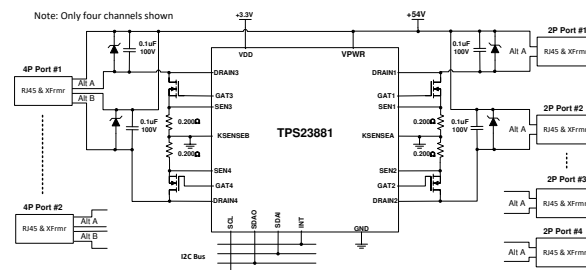 Note: Only four channels shown
+3.3V
+54V
2P Port #1
0.1uF
100V
VDD
VPWR
0.1uF
100V
Alt A
RJ45 & XFrmr
4P Port #1
Alt A
RJ45 & XFrmr
Alt B
DRAIN3
DRAIN1
GAT3
GAT1
SEN3
SEN1
0.1uF
100V
0.200Ω
0.200Ω
0.1uF
100V
2P Port #2
Alt A
RJ45 & XFrmr
KSENSEB
TPS23881
KSENSEA
0.200Ω
0.200Ω
SEN4
SEN2
GAT4
GAT2
2P Port #3
DRAIN4
DRAIN2
Alt A
RJ45 & XFrmr
4P Port #2
Alt A
RJ45 & XFrmr
Alt B
SCL
SDAO
SDAI
INT
GND
2P Port #4
Alt A
RJ45 & XFrmr
I2C Bus